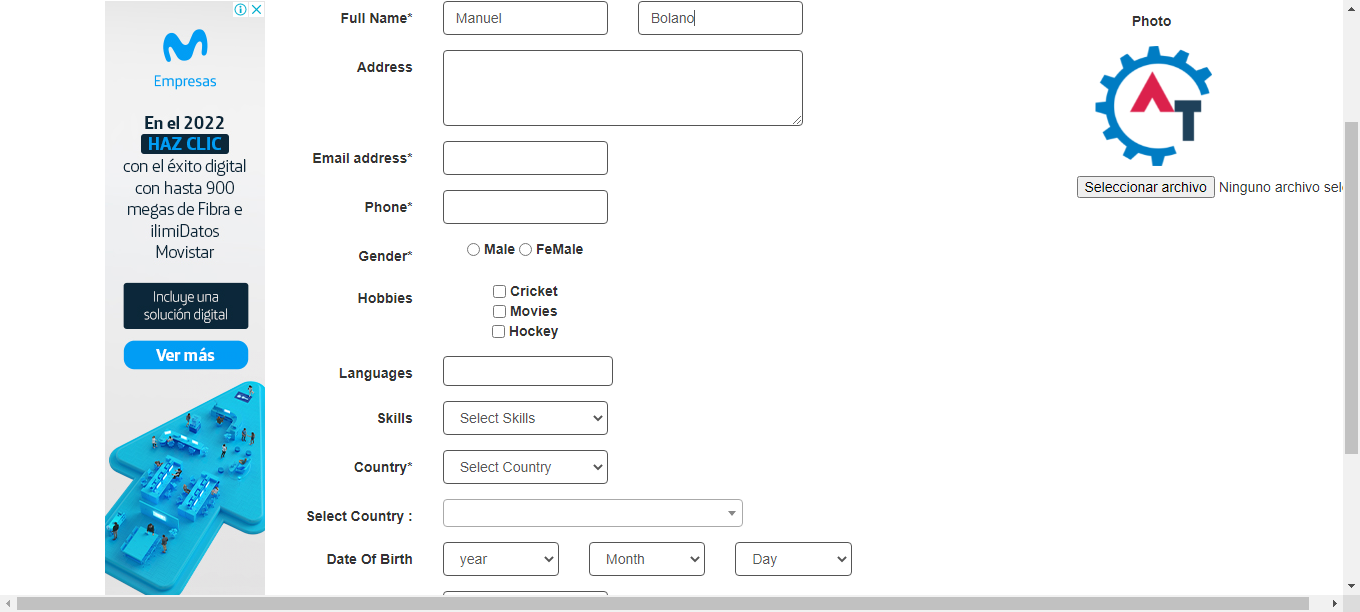 Empresas
En el 2022
HAZ CLIC
con el éxito digital
con hasta 900
megas de Fibra e
ilimiDatos
Movistar
Incluye una
solución digital
Ver más
Full Name* Manuel Bolano
Address
Email address*
Phone*
Gender* Male FeMale
Hobbies Cricket
Movies
Hockey
Languages
Skills Select Skills
Country* Select Country
Select Country :
Date Of Birth year Month Day
Photo
AT
Seleccionar archivo Ninguno archivo sel